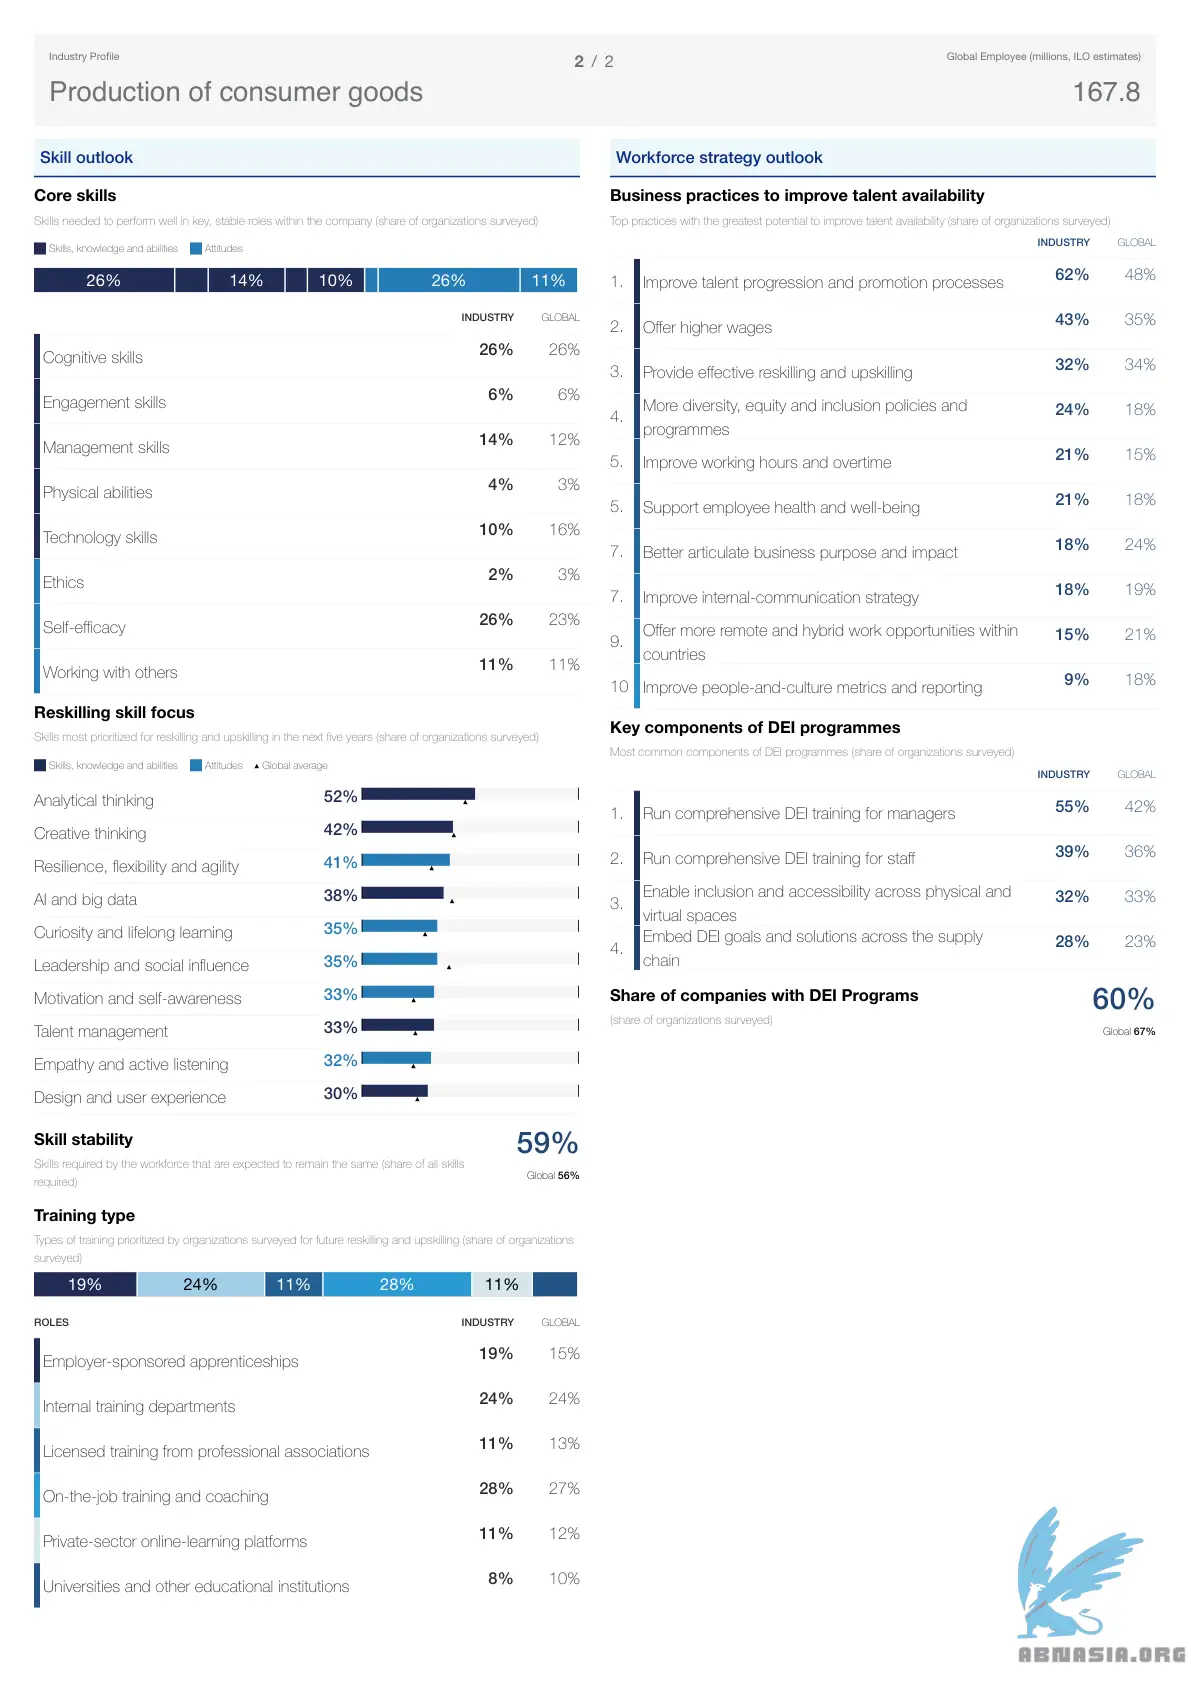 Industry Profile
2 / 2
Global Employee (millions, ILO estimates)
Production of consumer goods
167.8
Skill outlook
Core skills
Skills needed to perform well in key, stable roles within the company (share of organizations surveyed)
Skills, knowledge and abilities Attitudes
26% 14% 10% 26% 11%
INDUSTRY GLOBAL
Cognitive skills 26% 26%
Engagement skills 6% 6%
Management skills 14% 12%
Physical abilities 4% 3%
Technology skills 10% 16%
Ethics 2% 3%
Self-efficacy 26% 23%
Working with others 11% 11%
Reskilling skill focus
Skills most prioritized for reskilling and upskilling in the next five years (share of organizations surveyed)
Skills, knowledge and abilities Attitudes Global average
Analytical thinking 52%
Creative thinking 42%
Resilience, flexibility and agility 41%
AI and big data 38%
Curiosity and lifelong learning 35%
Leadership and social influence 35%
Motivation and self-awareness 33%
Talent management 33%
Empathy and active listening 32%
Design and user experience 30%
Skill stability
59%
Skills required by the workforce that are expected to remain the same (share of all skills
required)
Global 56%
Training type
Types of training prioritized by organizations surveyed for future reskilling and upskilling (share of organizations
surveyed)
19% 24% 11% 28% 11%
ROLES INDUSTRY GLOBAL
Employer-sponsored apprenticeships 19% 15%
Internal training departments 24% 24%
Licensed training from professional associations 11% 13%
On-the-job training and coaching 28% 27%
Private-sector online-learning platforms 11% 12%
Universities and other educational institutions 8% 10%
Workforce strategy outlook
Business practices to improve talent availability
Top practices with the greatest potential to improve talent availability (share of organizations surveyed)
INDUSTRY GLOBAL
1. Improve talent progression and promotion processes 62% 48%
2. Offer higher wages 43% 35%
3. Provide effective reskilling and upskilling 32% 34%
4. More diversity, equity and inclusion policies and
programmes 24% 18%
5. Improve working hours and overtime 21% 15%
5. Support employee health and well-being 21% 18%
7. Better articulate business purpose and impact 18% 24%
7. Improve internal-communication strategy 18% 19%
9. Offer more remote and hybrid work opportunities within
countries 15% 21%
10 Improve people-and-culture metrics and reporting 9% 18%
Key components of DEI programmes
Most common components of DEI programmes (share of organizations surveyed)
INDUSTRY GLOBAL
1. Run comprehensive DEI training for managers 55% 42%
2. Run comprehensive DEI training for staff 39% 36%
3. Enable inclusion and accessibility across physical and
virtual spaces 32% 33%
4. Embed DEI goals and solutions across the supply
chain 28% 23%
Share of companies with DEI Programs
60%
(share of organizations surveyed)
Global 67%
ABNASIA.ORG